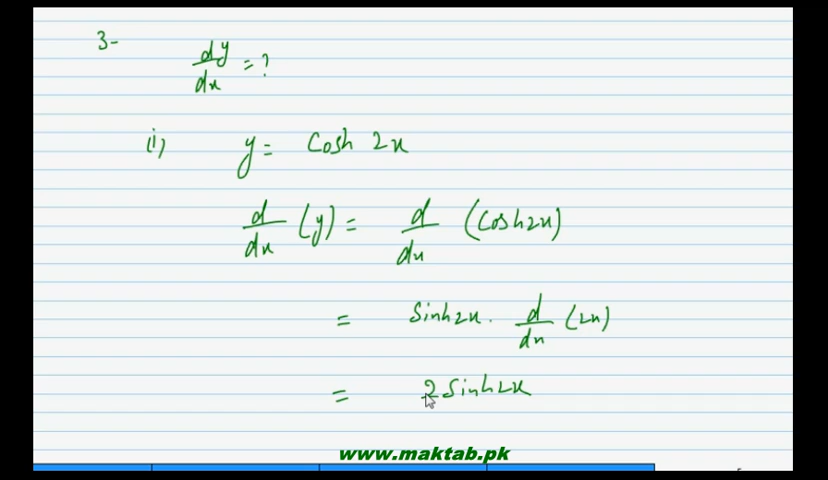 3- dy/dx = ?
(i) y = Cosh 2x
d/dx (y) = d/dx (Cosh2x)
= Sinh2x . d/dx (2x)
= 2Sinh2x
www.maktab.pk